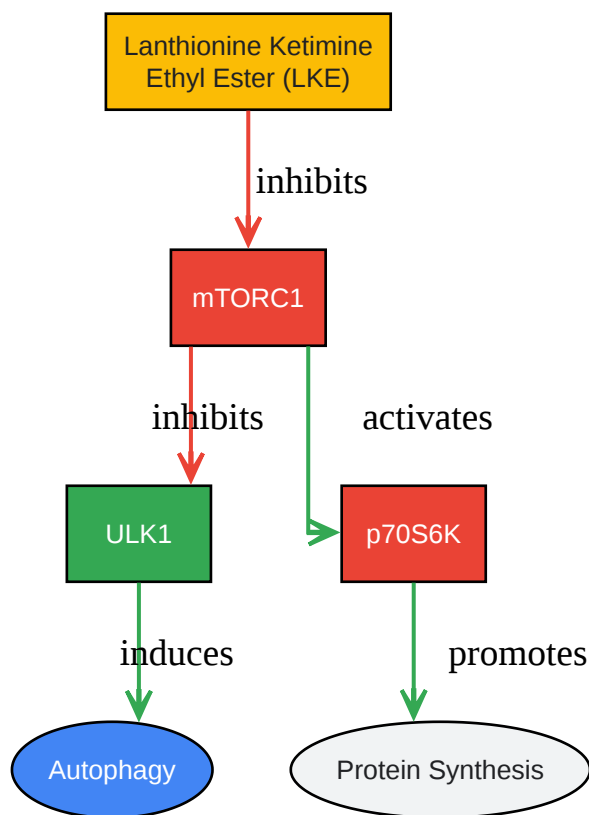 Lanthionine Ketimine
Ethyl Ester (LKE)
inhibits
mTORC1
inhibits
activates
ULK1
p70S6K
induces
promotes
Autophagy
Protein Synthesis